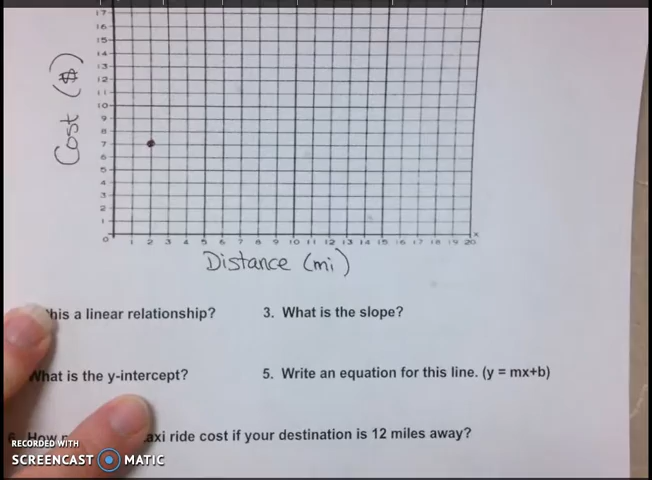 17
16
15
14
13
12
11
10
9
8
7
6
5
4
3
2
1
0 1 2 3 4 5 6 7 8 9 10 11 12 13 14 15 16 17 18 19 20 x
Cost ($)
Distance (mi)
this a linear relationship? 3. What is the slope?
What is the y-intercept? 5. Write an equation for this line. (y = mx+b)
How axi ride cost if your destination is 12 miles away?
RECORDED WITH
SCREENCAST MATIC